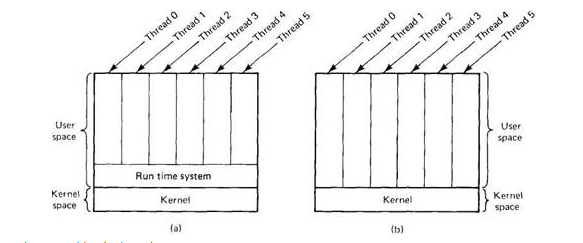 Thread 0
Thread 1
Thread 2
Thread 3
Thread 4
Thread 5
User
space
Run time system
Kernel
space
Kernel
(a)
Thread 0
Thread 1
Thread 2
Thread 3
Thread 4
Thread 5
User
space
Kernel
Kernel
space
(b)